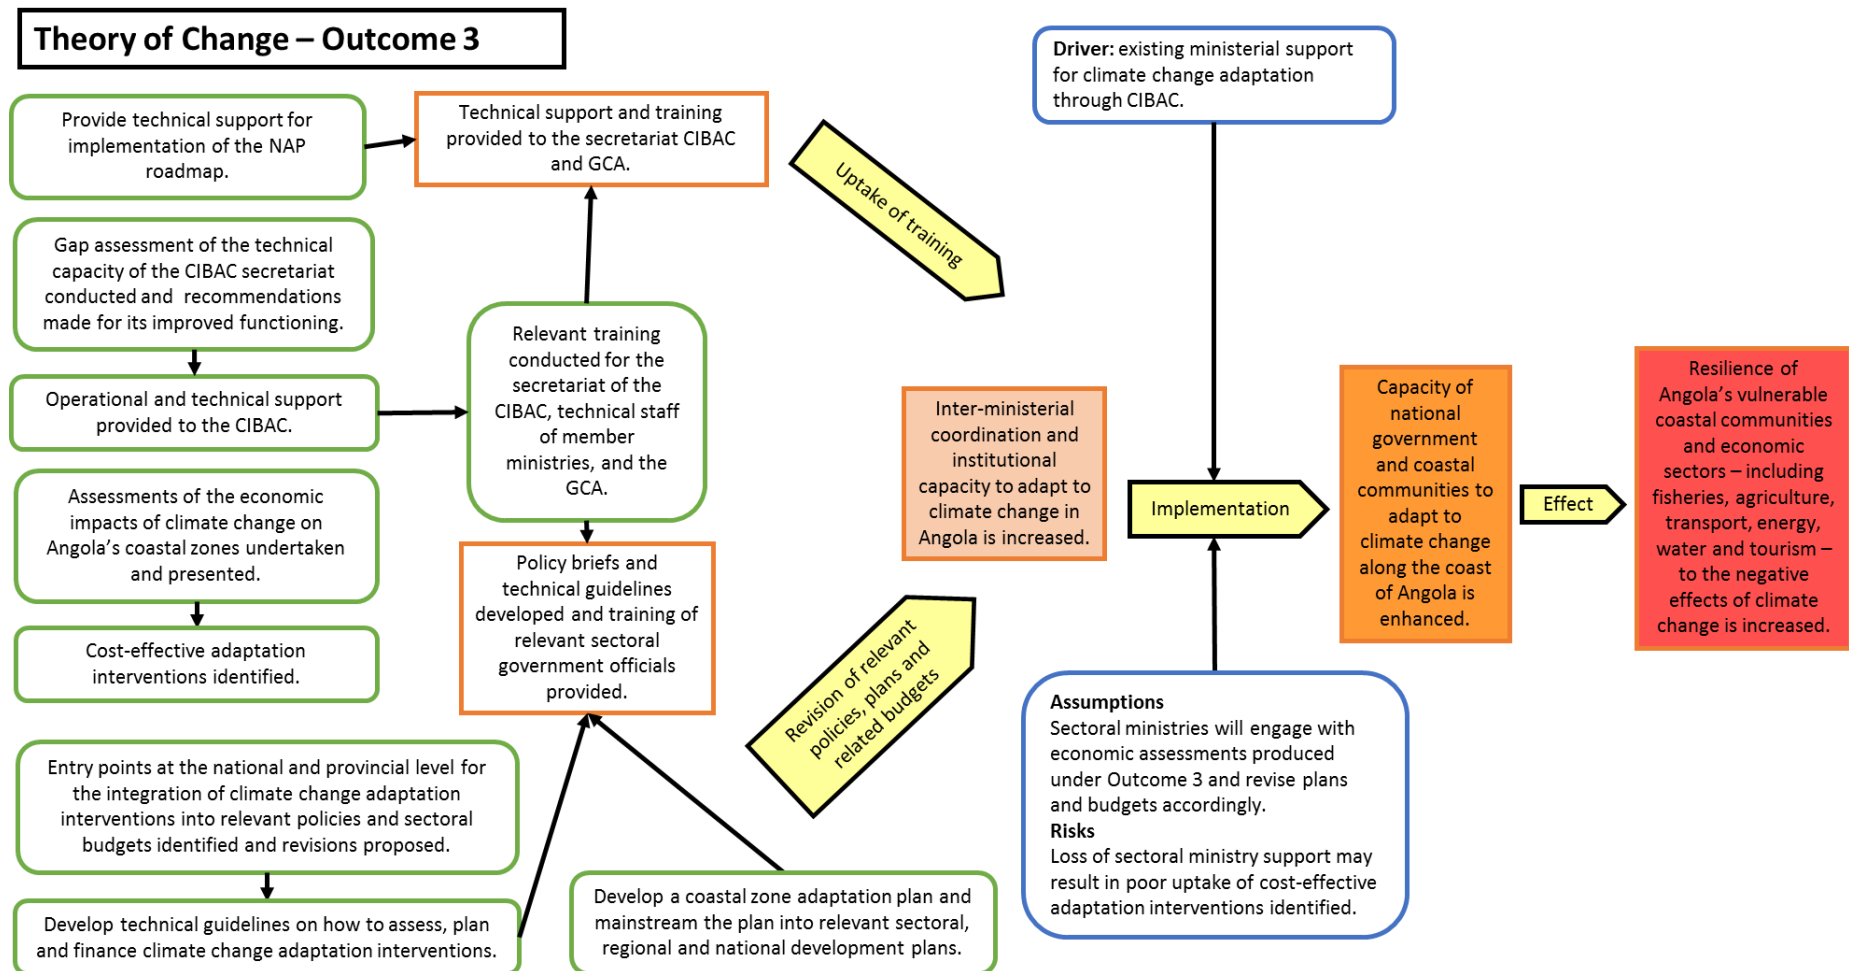 Theory of Change – Outcome 3
Driver: existing ministerial support
for climate change adaptation
through CIBAC.
Provide technical support for
implementation of the NAP
roadmap.
Technical support and training
provided to the secretariat CIBAC
and GCA.
Uptake of training
Gap assessment of the technical
capacity of the CIBAC secretariat
conducted and recommendations
made for its improved functioning.
Operational and technical support
provided to the CIBAC.
Relevant training
conducted for the
secretariat of the
CIBAC, technical staff
of member
ministries, and the
GCA.
Assessments of the economic
impacts of climate change on
Angola's coastal zones undertaken
and presented.
Cost-effective adaptation
interventions identified.
Policy briefs and
technical guidelines
developed and training of
relevant sectoral
government officials
provided.
Inter-ministerial
coordination and
institutional
capacity to adapt to
climate change in
Angola is increased.
Implementation
Capacity of
national
government
and coastal
communities to
adapt to
climate change
along the coast
of Angola is
enhanced.
Effect
Resilience of
Angola's vulnerable
coastal communities
and economic
sectors – including
fisheries, agriculture,
transport, energy,
water and tourism –
to the negative
effects of climate
change is increased.
Revision of relevant
policies, plans and
related budgets
Entry points at the national and provincial level for
the integration of climate change adaptation
interventions into relevant policies and sectoral
budgets identified and revisions proposed.
Develop technical guidelines on how to assess, plan
and finance climate change adaptation interventions.
Develop a coastal zone adaptation plan and
mainstream the plan into relevant sectoral,
regional and national development plans.
Assumptions
Sectoral ministries will engage with
economic assessments produced
under Outcome 3 and revise plans
and budgets accordingly.
Risks
Loss of sectoral ministry support may
result in poor uptake of cost-effective
adaptation interventions identified.